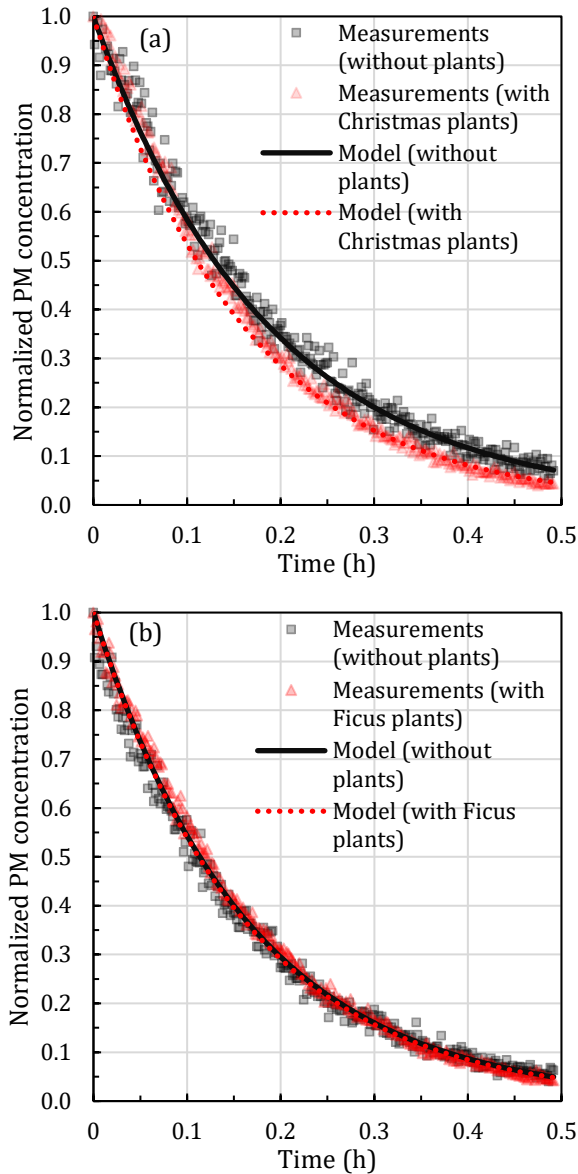 (a)
Measurements
(without plants)
Measurements (with
Christmas plants)
Model (without
plants)
Model (with
Christmas plants)
Normalized PM concentration
1.0
0.9
0.8
0.7
0.6
0.5
0.4
0.3
0.2
0.1
0.0
0
0.1
0.2
0.3
0.4
0.5
Time (h)
(b)
Measurements
(without plants)
Measurements (with
Ficus plants)
Model (without
plants)
Model (with Ficus
plants)
Normalized PM concentration
1.0
0.9
0.8
0.7
0.6
0.5
0.4
0.3
0.2
0.1
0.0
0
0.1
0.2
0.3
0.4
0.5
Time (h)